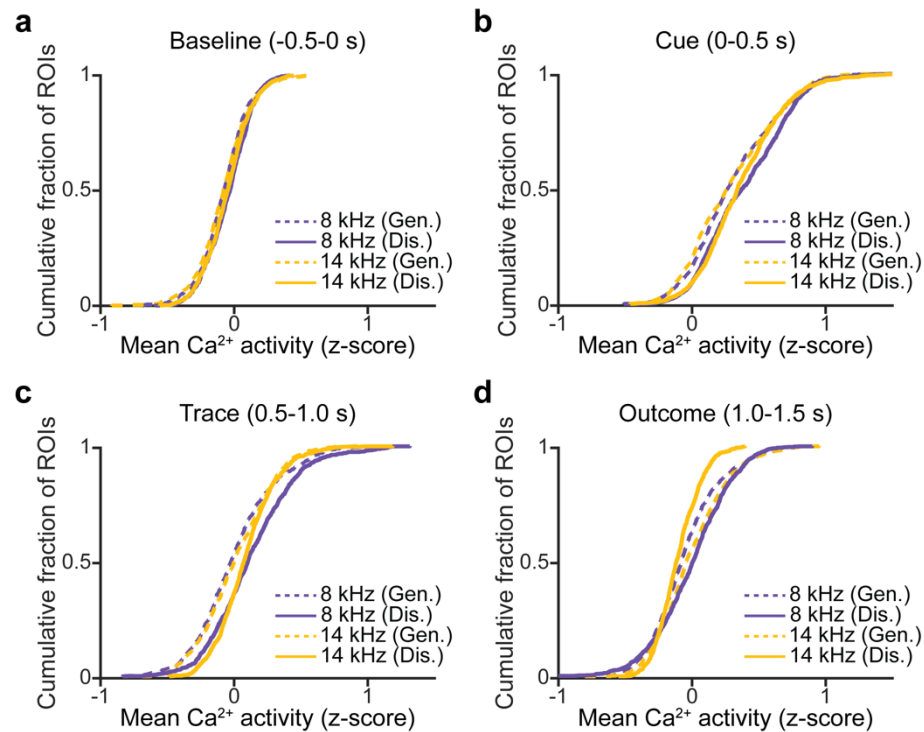 a
Baseline (-0.5-0 s)
Cumulative fraction of ROIs
1
0.5
0
-1
0
1
Mean Ca²⁺ activity (z-score)
8 kHz (Gen.)
8 kHz (Dis.)
14 kHz (Gen.)
14 kHz (Dis.)
b
Cue (0-0.5 s)
Cumulative fraction of ROIs
1
0.5
0
-1
0
1
Mean Ca²⁺ activity (z-score)
8 kHz (Gen.)
8 kHz (Dis.)
14 kHz (Gen.)
14 kHz (Dis.)
c
Trace (0.5-1.0 s)
Cumulative fraction of ROIs
1
0.5
0
-1
0
1
Mean Ca²⁺ activity (z-score)
8 kHz (Gen.)
8 kHz (Dis.)
14 kHz (Gen.)
14 kHz (Dis.)
d
Outcome (1.0-1.5 s)
Cumulative fraction of ROIs
1
0.5
0
-1
0
1
Mean Ca²⁺ activity (z-score)
8 kHz (Gen.)
8 kHz (Dis.)
14 kHz (Gen.)
14 kHz (Dis.)